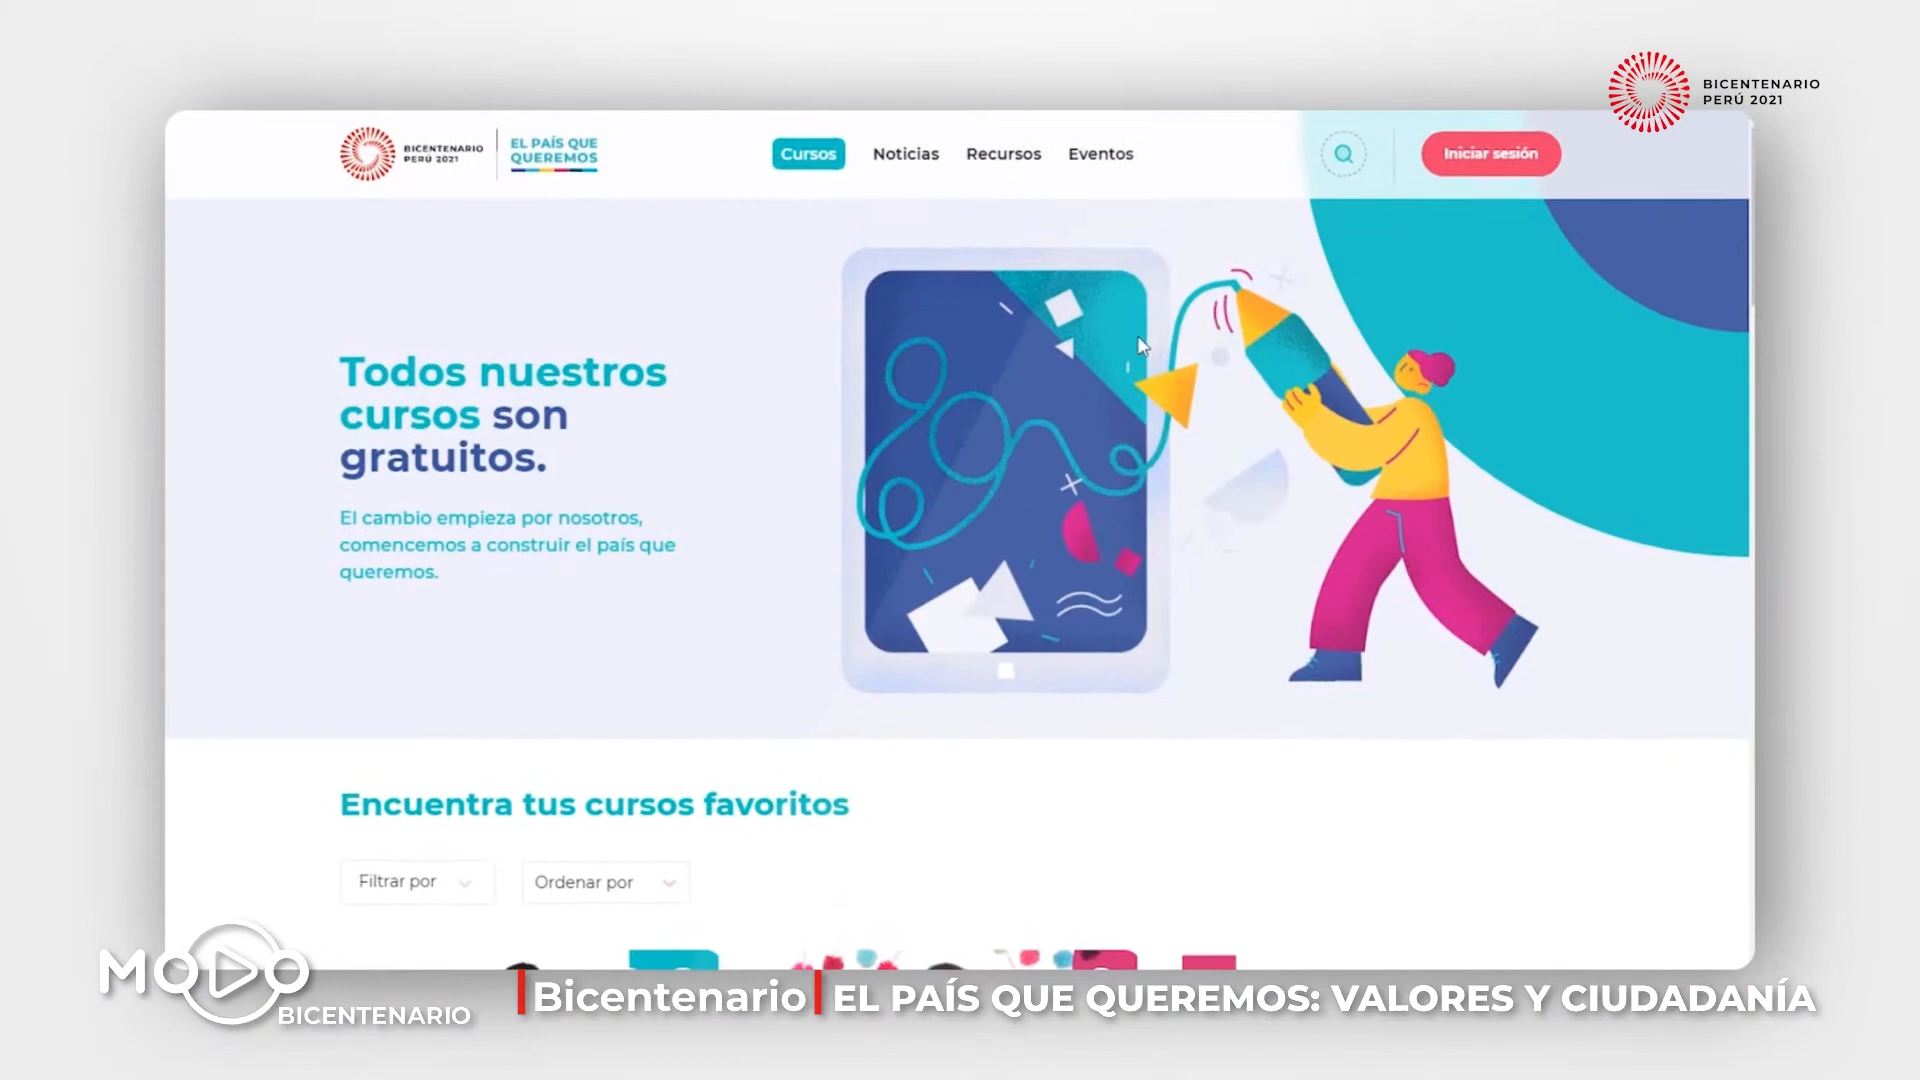 BICENTENARIO
PERÚ 2021
BICENTENARIO
PERÚ 2021
EL PAÍS QUE
QUEREMOS
Cursos
Noticias
Recursos
Eventos
Iniciar sesión
Todos nuestros
cursos son
gratuitos.
El cambio empieza por nosotros,
comencemos a construir el país que
queremos.
Encuentra tus cursos favoritos
Filtrar por
Ordenar por
MODO
BICENTENARIO
Bicentenario
EL PAÍS QUE QUEREMOS: VALORES Y CIUDADANÍA